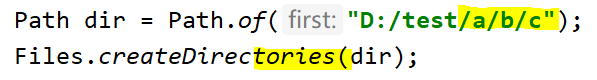 Path dir = Path.of( first: "D:/test/a/b/c");
Files.createDirectories(dir);